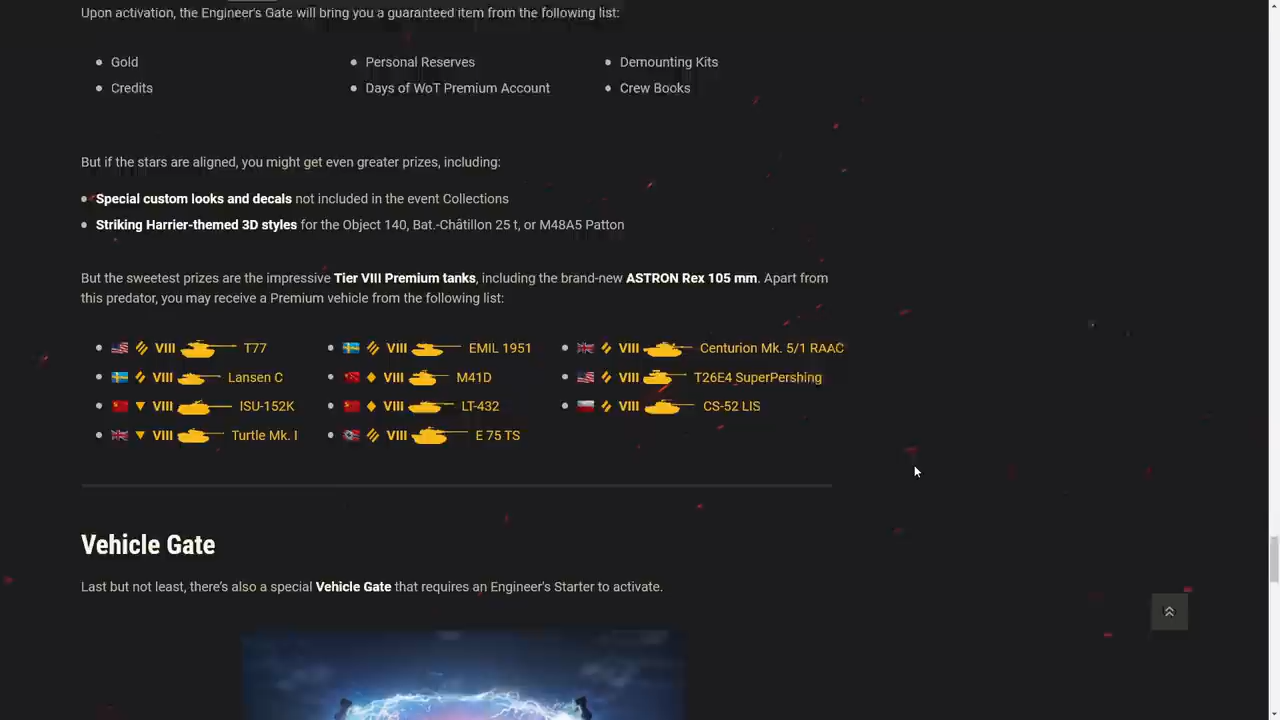 Upon activation, the Engineer's Gate will bring you a guaranteed item from the following list:
Gold
Personal Reserves
Demounting Kits
Credits
Days of WoT Premium Account
Crew Books
But if the stars are aligned, you might get even greater prizes, including:
Special custom looks and decals not included in the event Collections
Striking Harrier-themed 3D styles for the Object 140, Bat.-Châtillon 25 t, or M48A5 Patton
But the sweetest prizes are the impressive Tier VIII Premium tanks, including the brand-new ASTRON Rex 105 mm. Apart from
this predator, you may receive a Premium vehicle from the following list:
VIII T77
VIII EMIL 1951
VIII Centurion Mk. 5/1 RAAC
VIII Lansen C
VIII M41D
VIII T26E4 SuperPershing
VIII ISU-152K
VIII LT-432
VIII CS-52 LIS
VIII Turtle Mk. I
VIII E 75 TS
Vehicle Gate
Last but not least, there's also a special Vehicle Gate that requires an Engineer's Starter to activate.